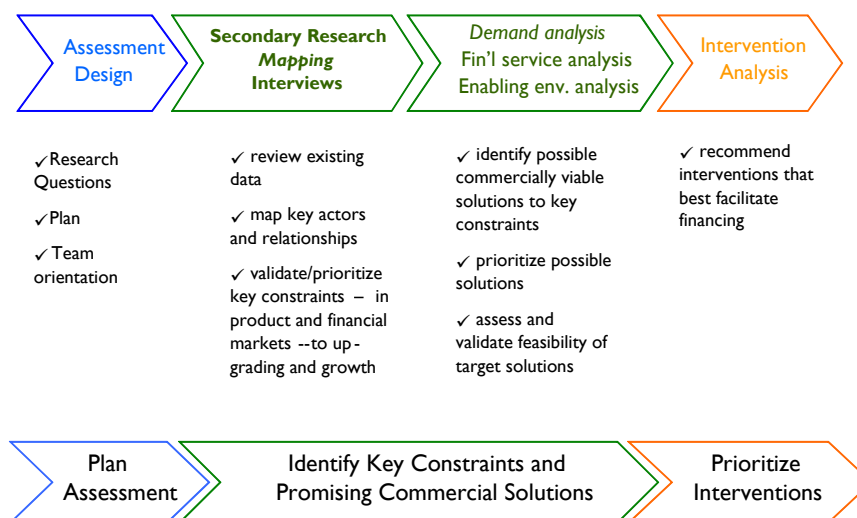 Assessment
Design
Secondary Research
Mapping
Interviews
Demand analysis
Fin'l service analysis
Enabling env. analysis
Intervention
Analysis
✓Research
Questions
✓Plan
✓Team
orientation
✓ review existing
data
✓ map key actors
and relationships
✓ validate/prioritize
key constraints – in
product and financial
markets --to up-
grading and growth
✓ identify possible
commercially viable
solutions to key
constraints
✓ prioritize possible
solutions
✓ assess and
validate feasibility of
target solutions
✓ recommend
interventions that
best facilitate
financing
Plan
Assessment
Identify Key Constraints and
Promising Commercial Solutions
Prioritize
Interventions